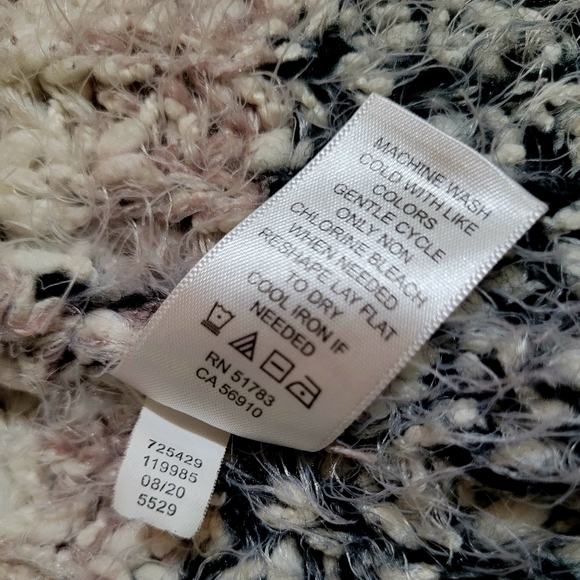 MACHINE WASH
COLD WITH LIKE
COLORS
GENTLE CYCLE
ONLY NON
CHLORINE BLEACH
WHEN NEEDED
RESHAPE LAY FLAT
TO DRY
COOL IRON IF
NEEDED
RN 51783
CA 56910
725429
119985
08/20
5529